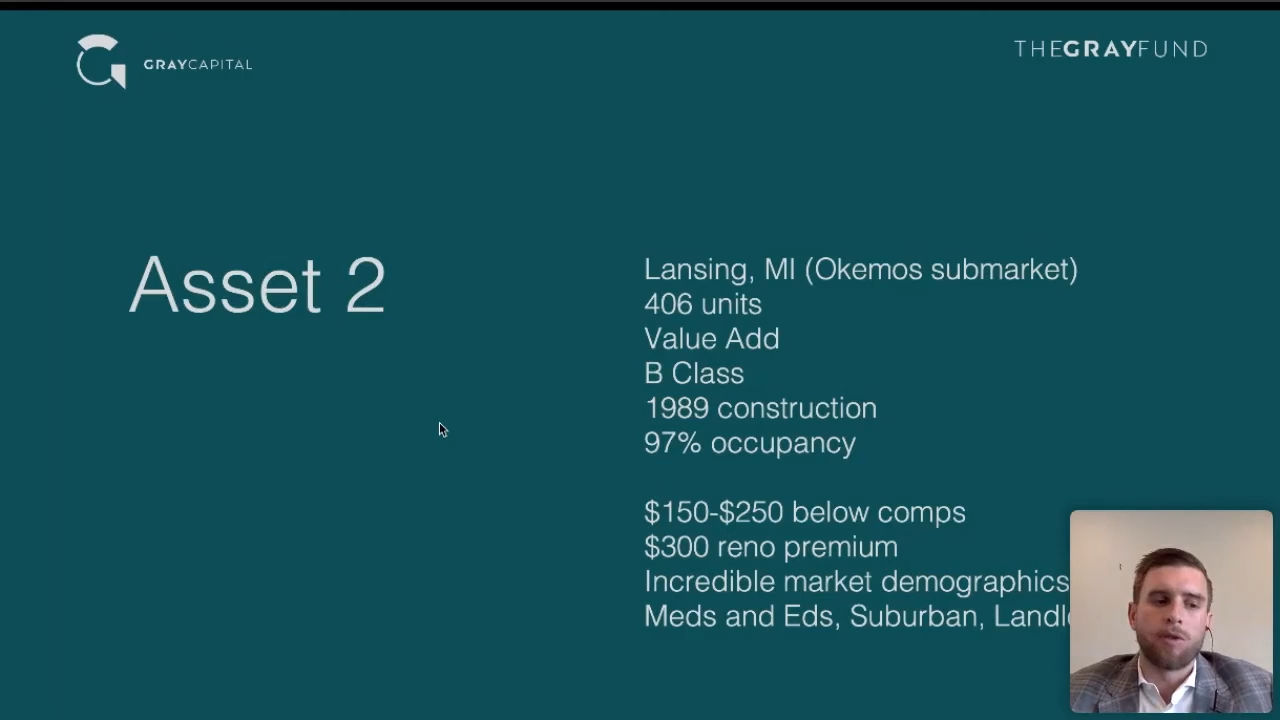 GRAYCAPITAL
THEGRAYFUND
Asset 2
Lansing, MI (Okemos submarket)
406 units
Value Add
B Class
1989 construction
97% occupancy
$150-$250 below comps
$300 reno premium
Incredible market demographics
Meds and Eds, Suburban,